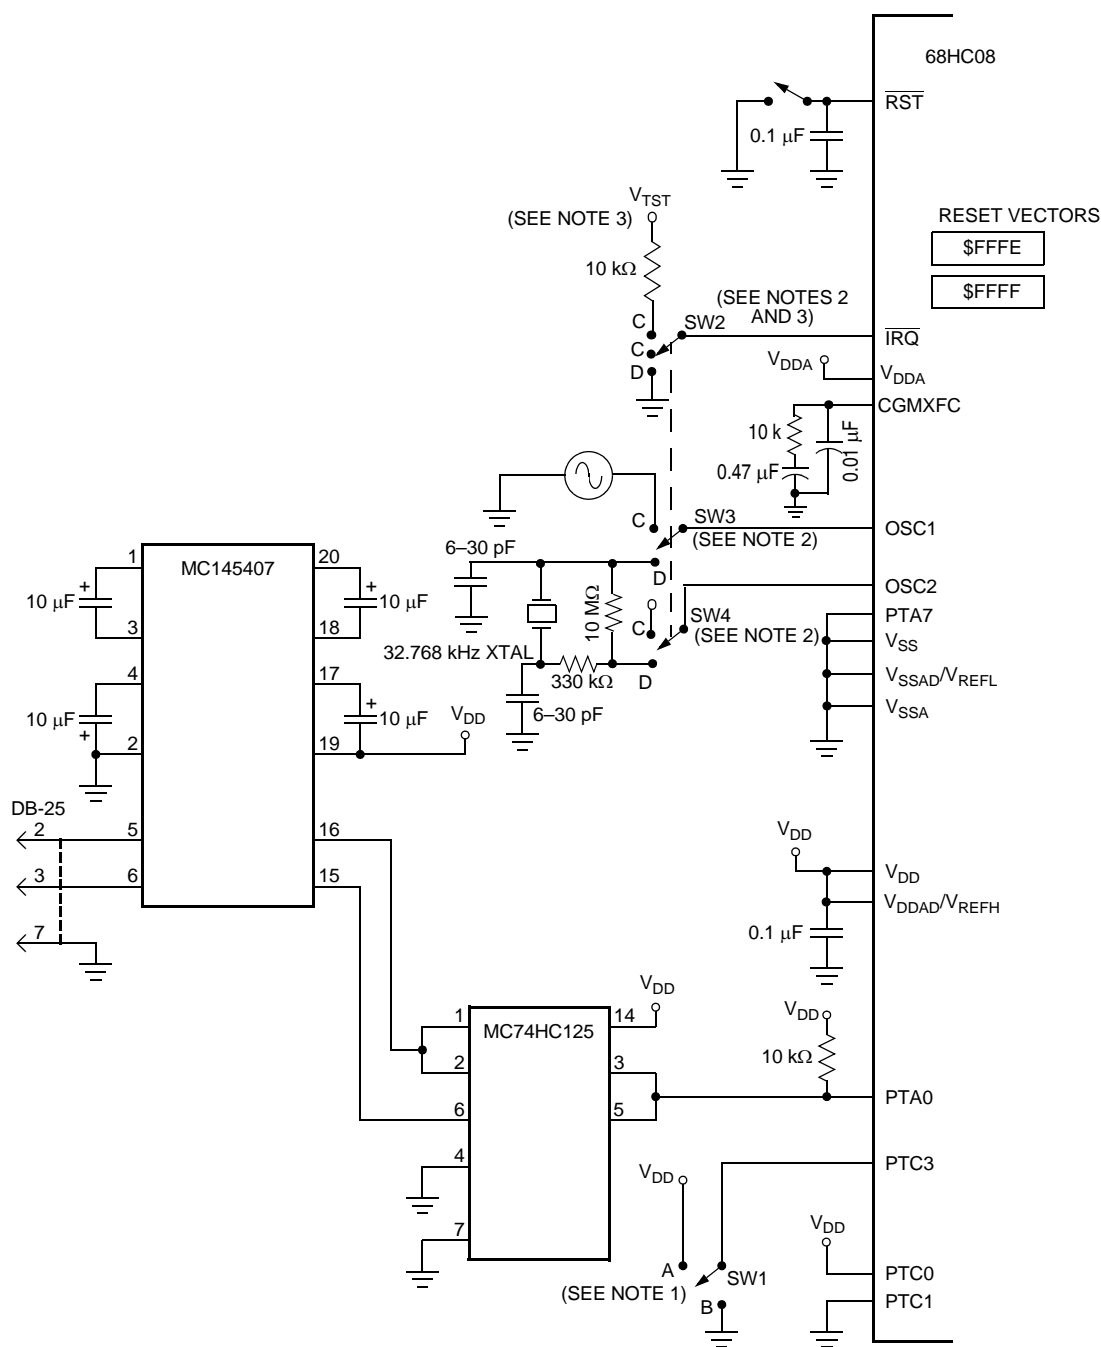 68HC08
RST
0.1 μF
VTST
(SEE NOTE 3)
RESET VECTORS
$FFFE
10 kΩ
$FFFF
(SEE NOTES 2
AND 3)
C
SW2
IRQ
C
VDDA
D
VDDA
CGMXFC
10 k
0.01 μF
0.47 μF
C
SW3
OSC1
(SEE NOTE 2)
6–30 pF
1
MC145407
20
D
OSC2
10 μF
+
+
10 μF
10 MΩ
PTA7
C
SW4
3
18
(SEE NOTE 2)
VSS
32.768 kHz XTAL
4
17
D
VSSAD/VREFL
330 kΩ
+
10 μF
10 μF
VDD
6–30 pF
VSSA
+
2
19
DB-25
2
5
16
VDD
3
6
15
VDD
VDDAD/VREFH
7
0.1 μF
VDD
1
MC74HC125
14
VDD
10 kΩ
2
3
PTA0
6
5
4
VDD
PTC3
7
VDD
A
SW1
PTC0
(SEE NOTE 1)
B
PTC1